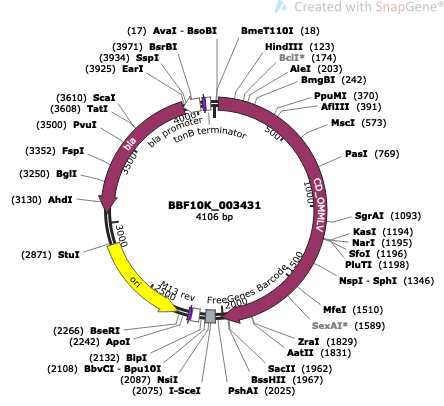 Created with SnapGene®
(17) AvaI - BsoBI
BmeT110I (18)
(3971) BsrBI
(3934) SspI
(3925) EarI
HindIII (123)
BclI* (174)
AleI (203)
BmgBI (242)
PpuMI (370)
AflIII (391)
MscI (573)
PasI (769)
(3610) ScaI
(3608) TatI
(3500) PvuI
(3352) FspI
(3250) BglI
(3130) AhdI
(2871) StuI
bla promoter
tonB terminator
4000
500
bla
3500
1000
CD_OMMLV
BBF10K_003431
4106 bp
3000
1500
SgrAI (1093)
KasI (1194)
NarI (1195)
SfoI (1196)
PluTI (1198)
NspI - SphI (1346)
MfeI (1510)
SexAI* (1589)
ZraI (1829)
AatII (1831)
SacII (1962)
BssHII (1967)
PshAI (2025)
ori
2500
M13 rev
FreeGenes Barcode
2000
(2266) BseRI
(2242) ApoI
(2132) BlpI
(2108) BbvCI - Bpu10I
(2087) NsiI
(2075) I-SceI